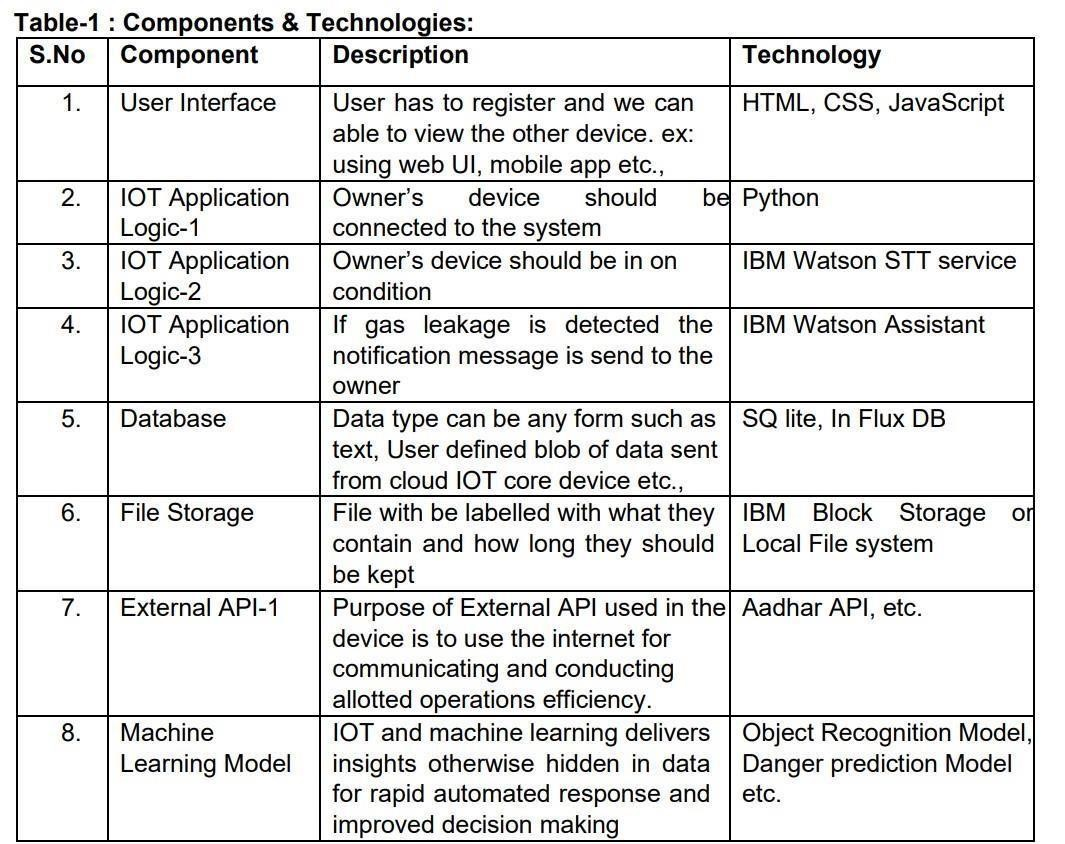 Table-1 : Components & Technologies:
S.No Component Description Technology
1. User Interface User has to register and we can HTML, CSS, JavaScript
able to view the other device. ex:
using web UI, mobile app etc.,
2. IOT Application Owner’s device should be Python
Logic-1 connected to the system
3. IOT Application Owner’s device should be in on IBM Watson STT service
Logic-2 condition
4. IOT Application If gas leakage is detected the IBM Watson Assistant
Logic-3 notification message is send to the
owner
5. Database Data type can be any form such as SQ lite, In Flux DB
text, User defined blob of data sent
from cloud IOT core device etc.,
6. File Storage File with be labelled with what they IBM Block Storage or
contain and how long they should Local File system
be kept
7. External API-1 Purpose of External API used in the Aadhar API, etc.
device is to use the internet for
communicating and conducting
allotted operations efficiency.
8. Machine IOT and machine learning delivers Object Recognition Model,
Learning Model insights otherwise hidden in data Danger prediction Model
for rapid automated response and etc.
improved decision making